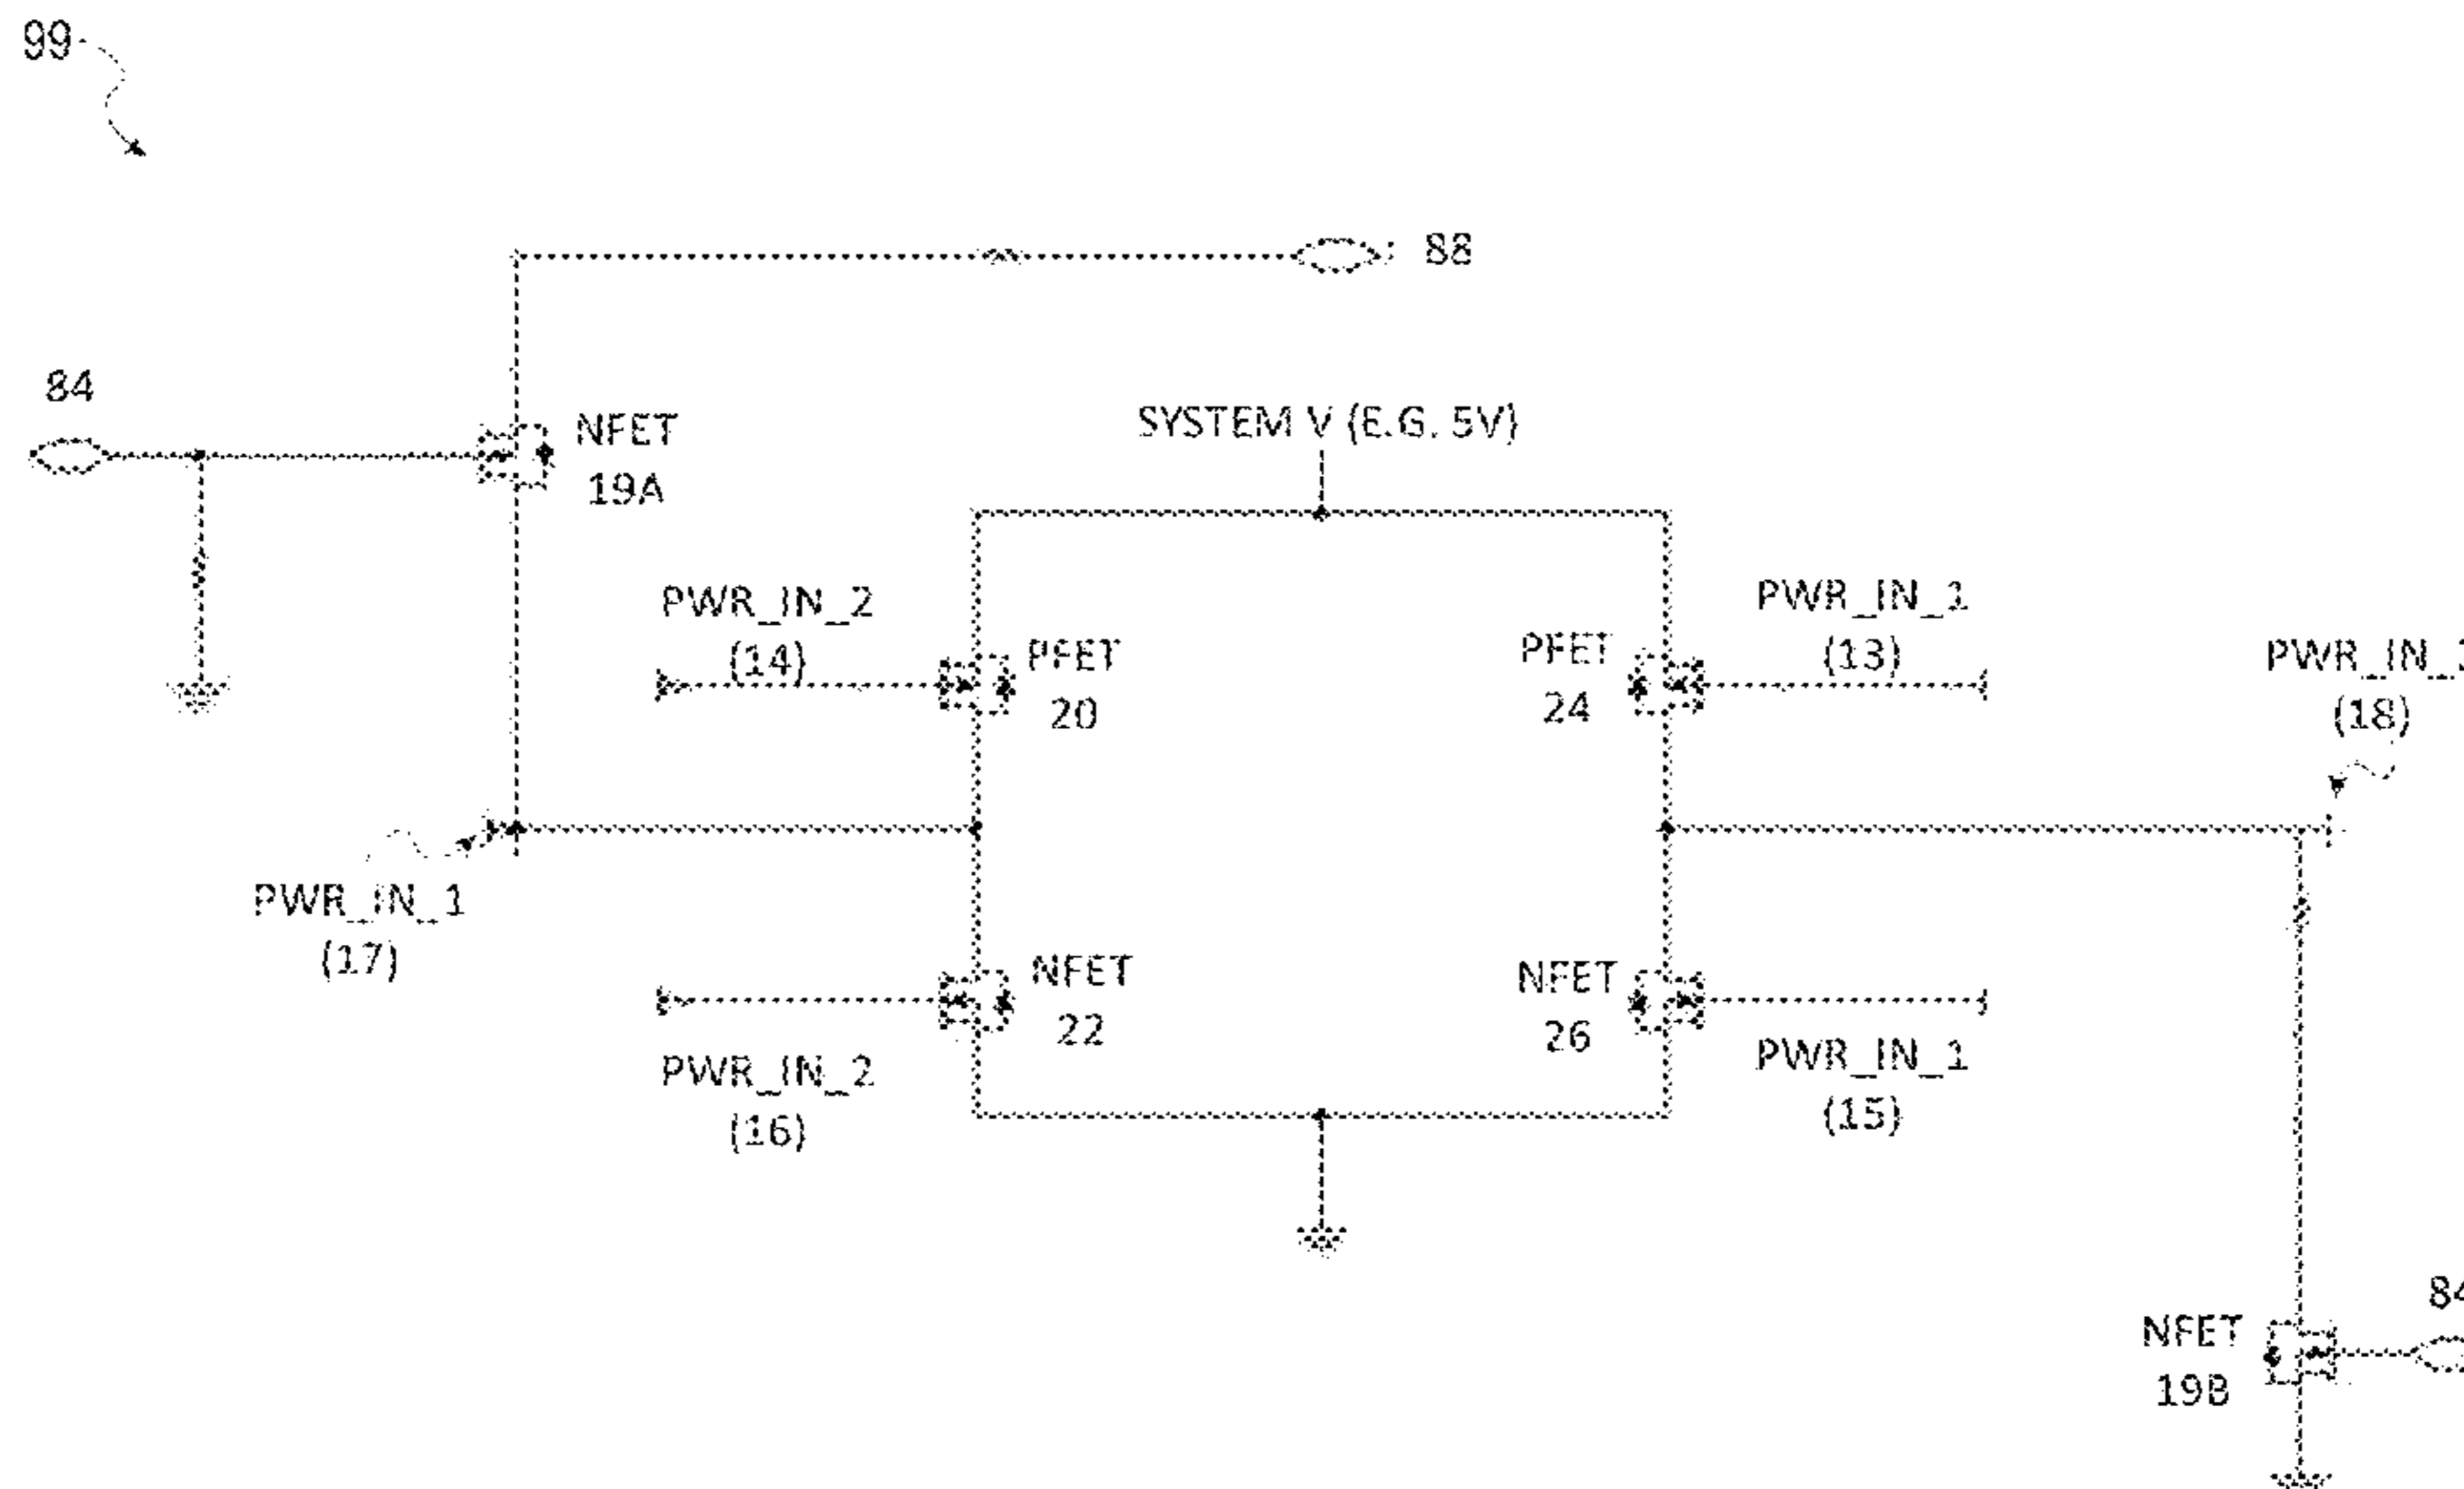 99
88
84
NFET
19A
SYSTEM V (E.G. 5V)
PWR_IN_2
(14)
PFET
20
PFET
24
PWR_IN_1
(13)
(18)
PWR_IN_1
(17)
NFET
22
PWR_IN_2
(16)
NFET
26
PWR_IN_1
(15)
NFET
19B